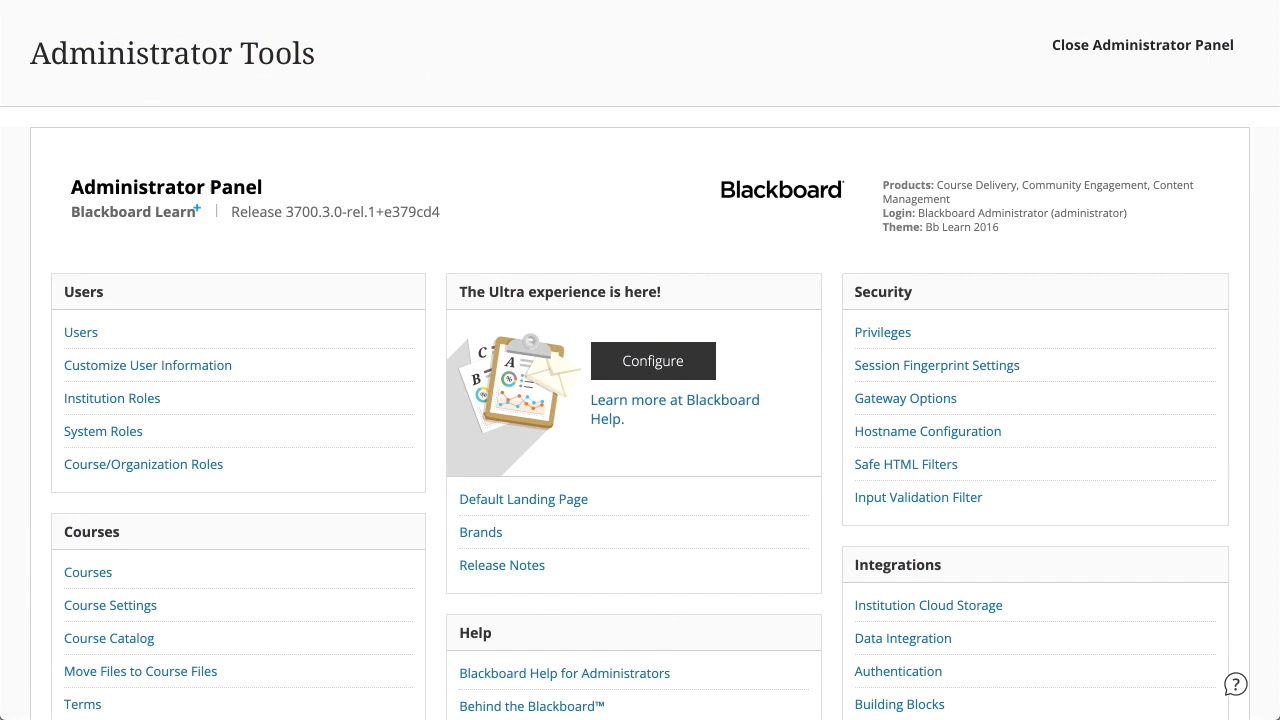 Administrator Tools
Close Administrator Panel
Administrator Panel
Blackboard Learn+ | Release 3700.3.0-rel.1+e379cd4
Blackboard
Products: Course Delivery, Community Engagement, Content
Management
Login: Blackboard Administrator (administrator)
Theme: Bb Learn 2016
Users
Users
Customize User Information
Institution Roles
System Roles
Course/Organization Roles
Courses
Courses
Course Settings
Course Catalog
Move Files to Course Files
Terms
The Ultra experience is here!
C
A
B
Configure
Learn more at Blackboard
Help.
Default Landing Page
Brands
Release Notes
Help
Blackboard Help for Administrators
Behind the Blackboard™
Security
Privileges
Session Fingerprint Settings
Gateway Options
Hostname Configuration
Safe HTML Filters
Input Validation Filter
Integrations
Institution Cloud Storage
Data Integration
Authentication
Building Blocks
?